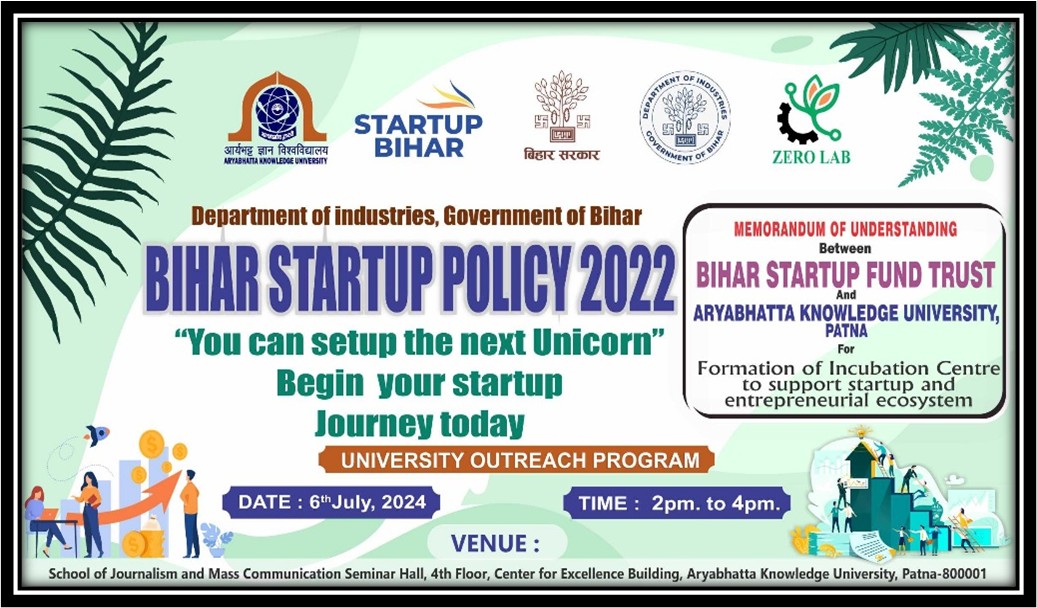 आर्यभट्ट ज्ञान विश्वविद्यालय
ARYABHATTA KNOWLEDGE UNIVERSITY
STARTUP
BIHAR
बिहार सरकार
DEPARTMENT OF INDUSTRIES
GOVERNMENT OF BIHAR
ZERO LAB
Department of industries, Government of Bihar
BIHAR STARTUP POLICY 2022
“You can setup the next Unicorn”
Begin your startup
Journey today
UNIVERSITY OUTREACH PROGRAM
MEMORANDUM OF UNDERSTANDING
Between
BIHAR STARTUP FUND TRUST
And
ARYABHATTA KNOWLEDGE UNIVERSITY,
PATNA
For
Formation of Incubation Centre
to support startup and
entrepreneurial ecosystem
DATE : 6th July, 2024
TIME : 2pm. to 4pm.
VENUE :
School of Journalism and Mass Communication Seminar Hall, 4th Floor, Center for Excellence Building, Aryabhatta Knowledge University, Patna-800001